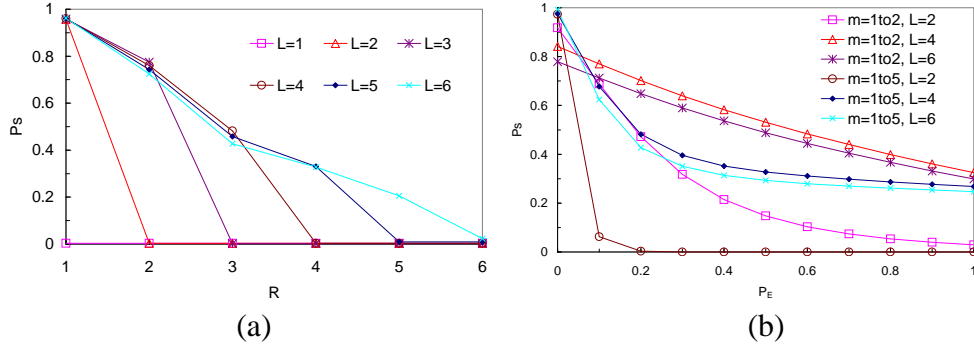 1
0.8
0.6
0.4
0.2
0
Ps
1 2 3 4 5 6
R
L=1 L=2 L=3
L=4 L=5 L=6
(a)
1
0.8
0.6
0.4
0.2
0
Ps
0 0.2 0.4 0.6 0.8 1
PE
m=1to2, L=2
m=1to2, L=4
m=1to2, L=6
m=1to5, L=2
m=1to5, L=4
m=1to5, L=6
(b)